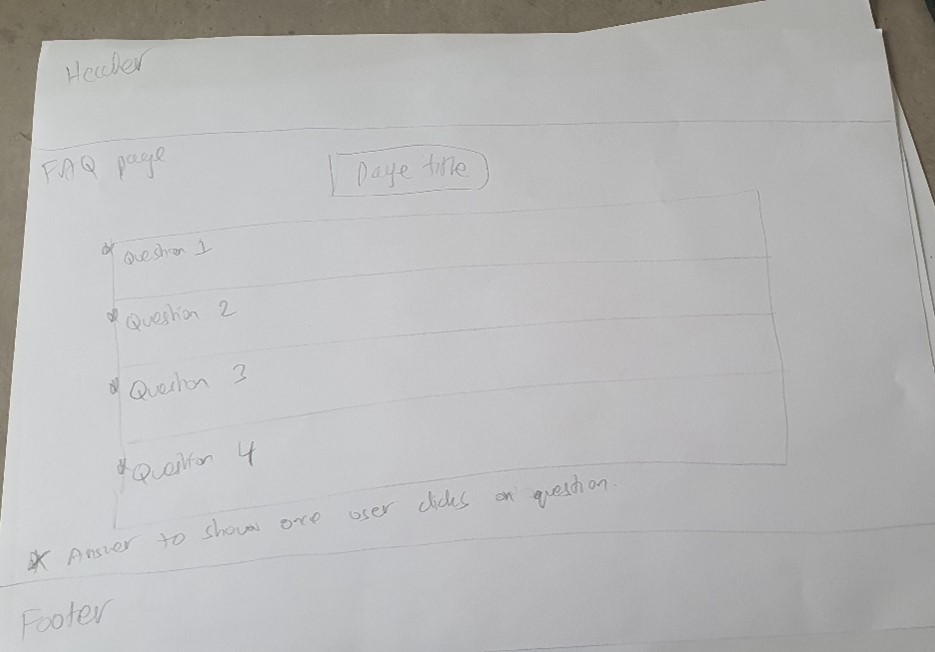 Header
FAQ page
Page title
* Question 1
* Question 2
* Question 3
* Question 4
* Answer to show once user clicks on question.
Footer